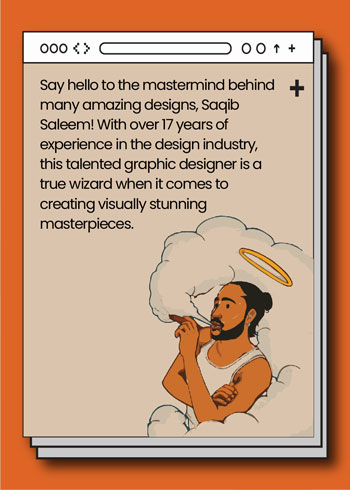 Say hello to the mastermind behind
many amazing designs, Saqib
Saleem! With over 17 years of
experience in the design industry,
this talented graphic designer is a
true wizard when it comes to
creating visually stunning
masterpieces.